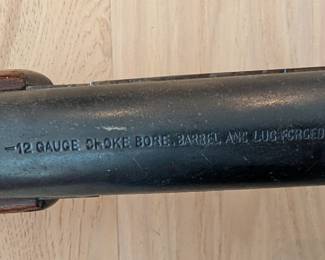 -12 GAUGE CHOKE BORE. BARREL AND LUG FORGED